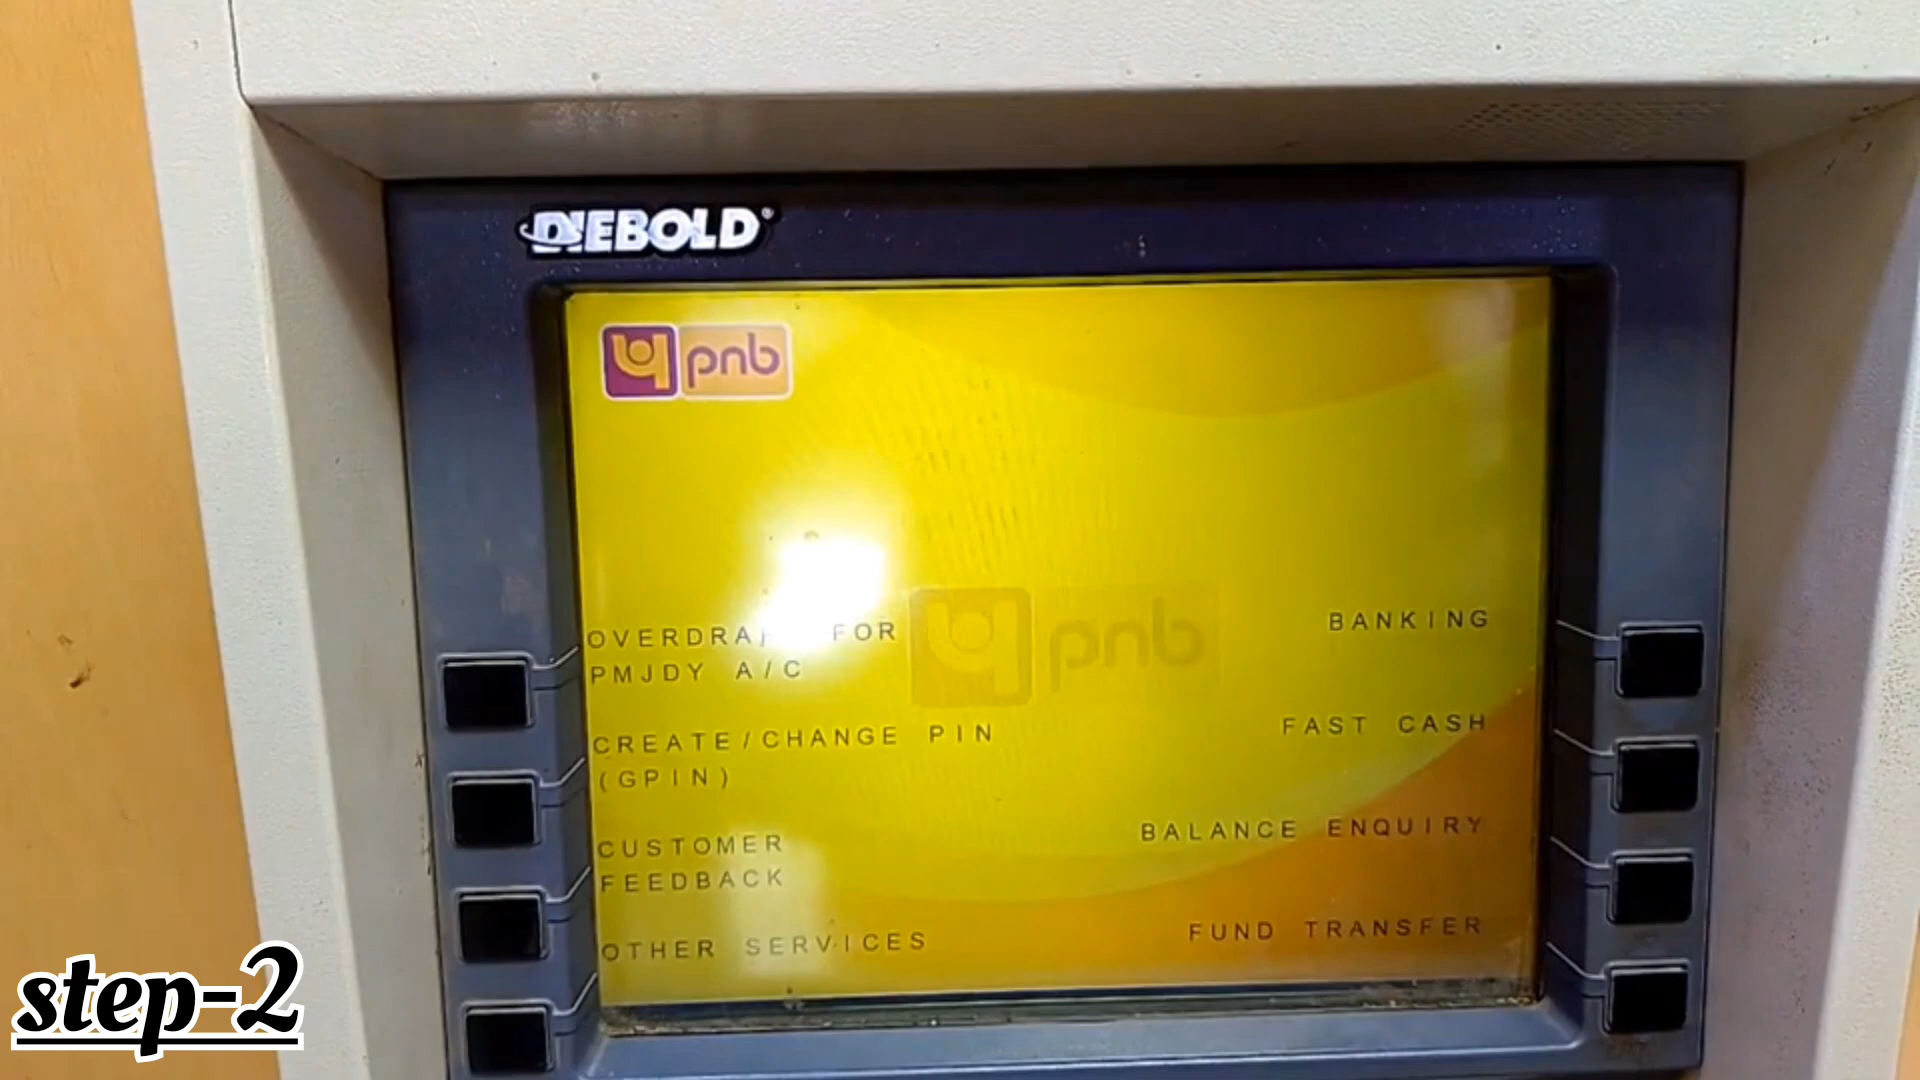 DIEBOLD®
प pnb
प pnb
OVERDRAFT FOR
PMJDY A/C
CREATE/CHANGE PIN
(GPIN)
CUSTOMER
FEEDBACK
OTHER SERVICES
BANKING
FAST CASH
BALANCE ENQUIRY
FUND TRANSFER
step-2